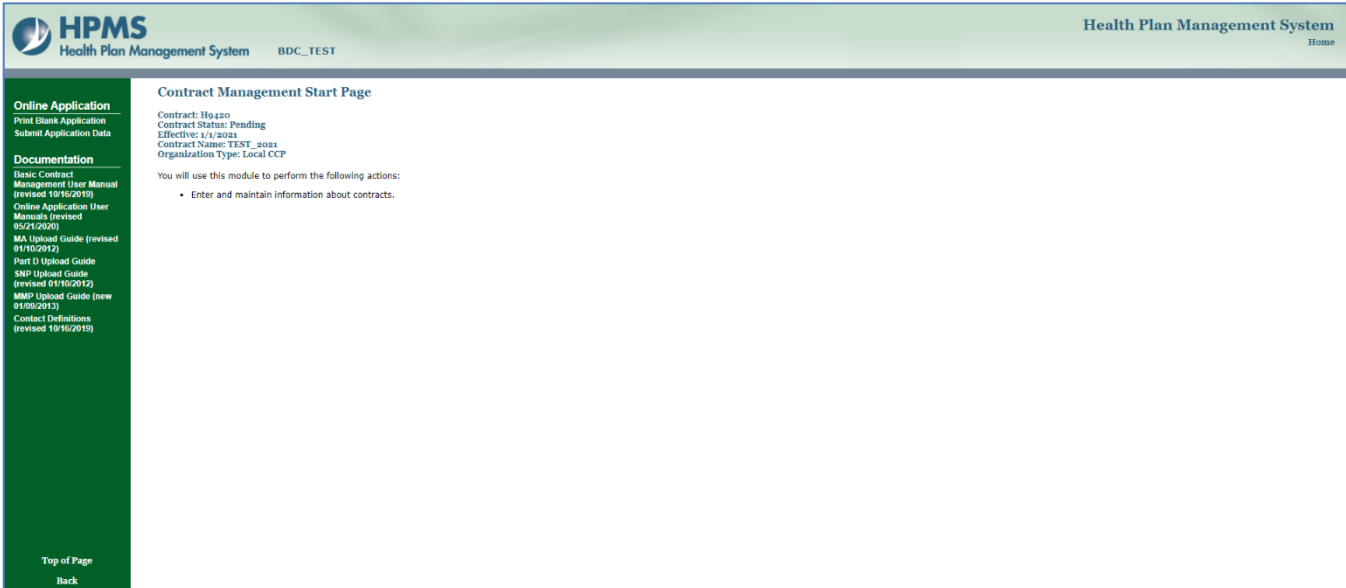 HPMS
Health Plan Management System
BDC_TEST
Health Plan Management System
Home
Online Application
Print Blank Application
Submit Application Data
Documentation
Basic Contract
Management User Manual
(revised 10/16/2019)
Online Application User
Manuals (revised
05/21/2020)
MA Upload Guide (revised
01/10/2012)
Part D Upload Guide
SNP Upload Guide
(revised 01/10/2012)
MMP Upload Guide (new
01/09/2013)
Contact Definitions
(revised 10/16/2019)
Top of Page
Back
Contract Management Start Page
Contract: H9420
Contract Status: Pending
Effective: 1/1/2021
Contract Name: TEST_2021
Organization Type: Local CCP
You will use this module to perform the following actions:
• Enter and maintain information about contracts.